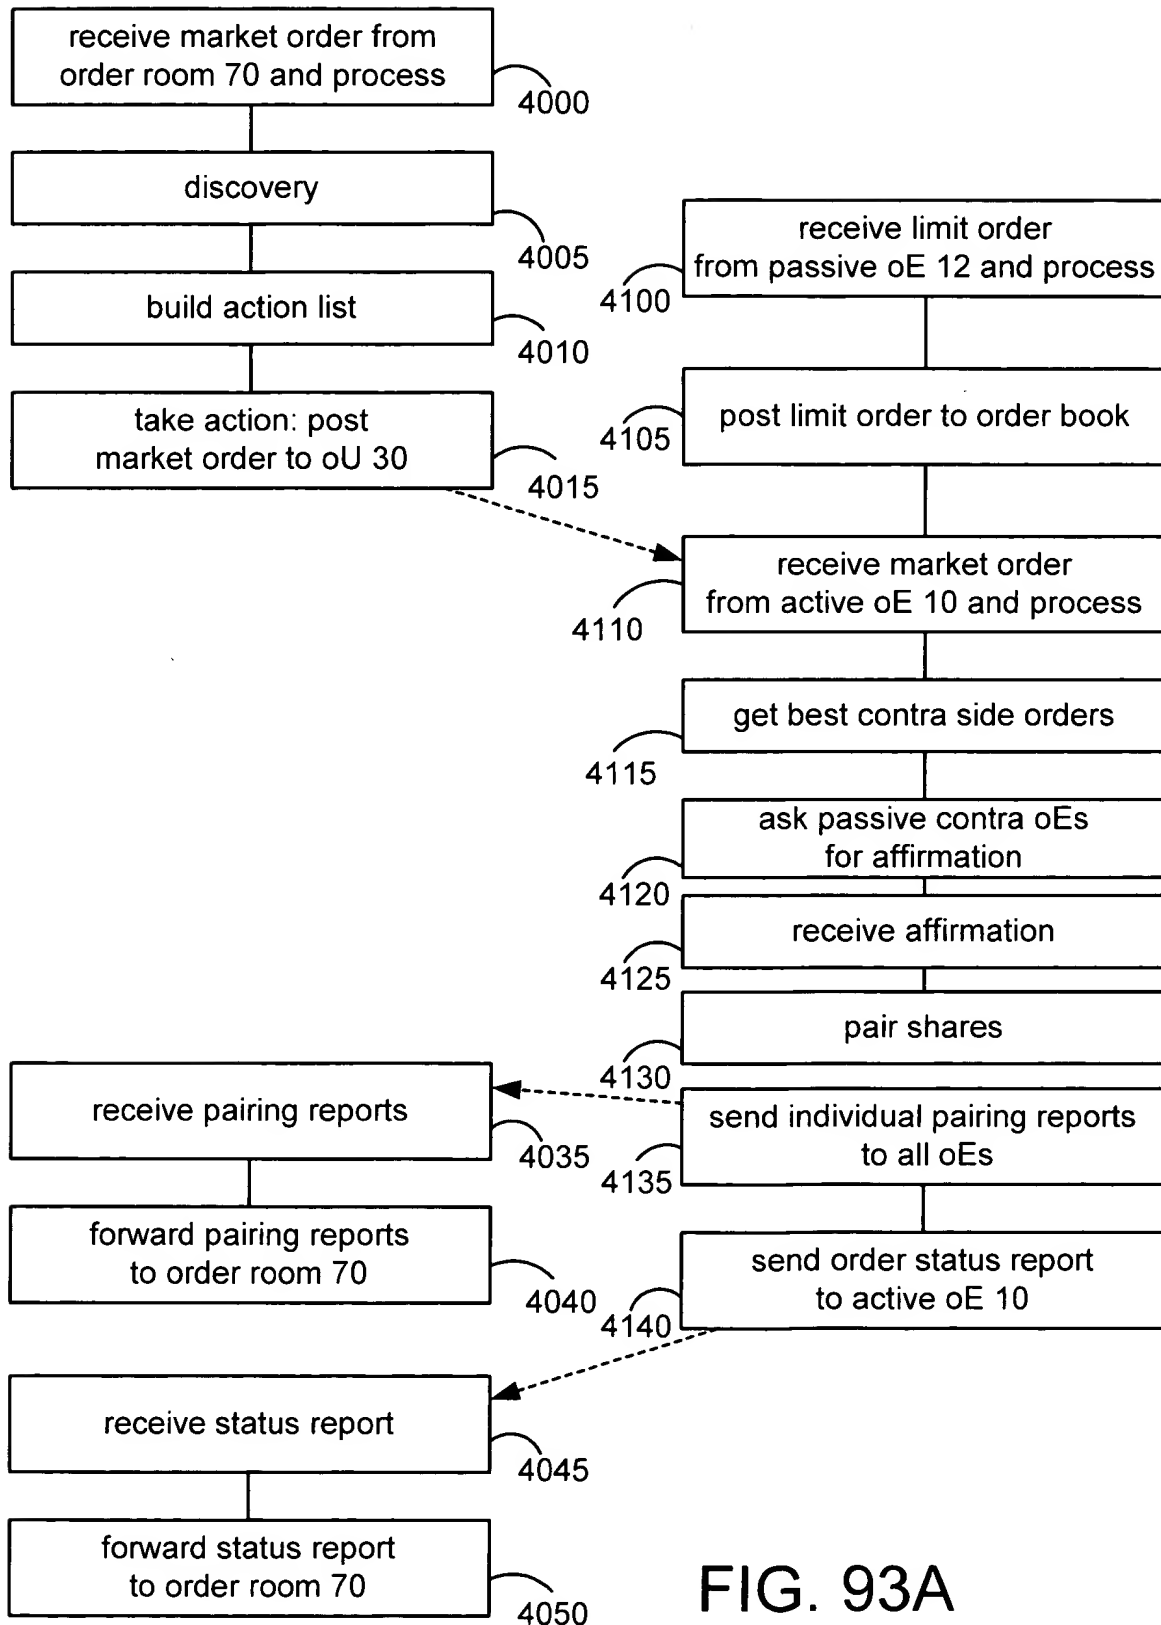 receive market order from
order room 70 and process
4000
discovery
4005
build action list
4010
take action: post
market order to oU 30
4015
receive limit order
from passive oE 12 and process
4100
post limit order to order book
4105
receive market order
from active oE 10 and process
4110
get best contra side orders
4115
ask passive contra oEs
for affirmation
4120
receive affirmation
4125
pair shares
4130
send individual pairing reports
to all oEs
4135
send order status report
to active oE 10
4140
receive pairing reports
4035
forward pairing reports
to order room 70
4040
receive status report
4045
forward status report
to order room 70
4050
FIG. 93A